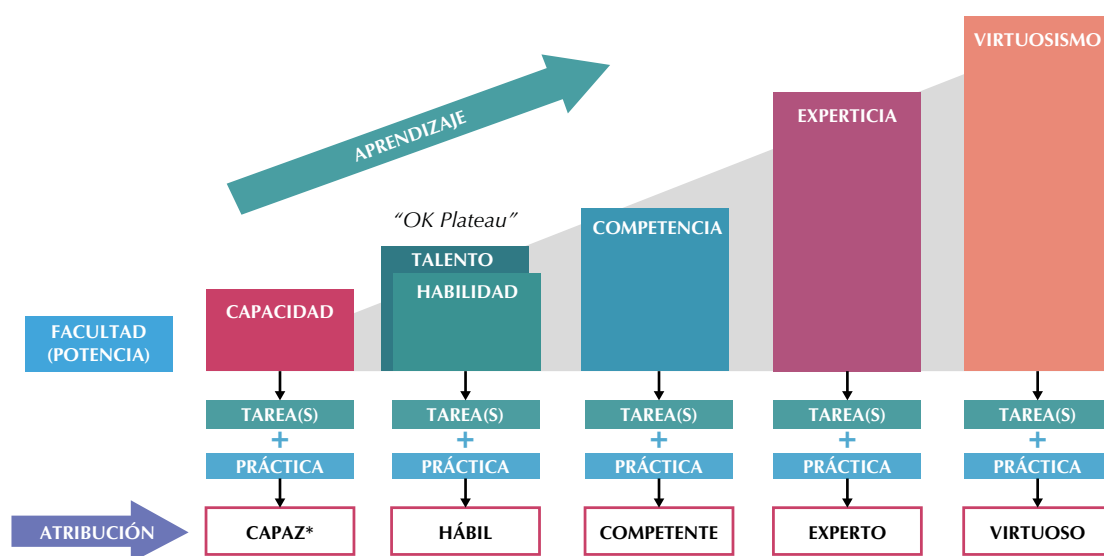 VIRTUOSISMO
EXPERTICIA
APRENDIZAJE
“OK Plateau”
COMPETENCIA
TALENTO
HABILIDAD
CAPACIDAD
FACULTAD
(POTENCIA)
TAREA(S) TAREA(S) TAREA(S) TAREA(S) TAREA(S)
+ + + + +
PRÁCTICA PRÁCTICA PRÁCTICA PRÁCTICA PRÁCTICA
ATRIBUCIÓN CAPAZ* HÁBIL COMPETENTE EXPERTO VIRTUOSO